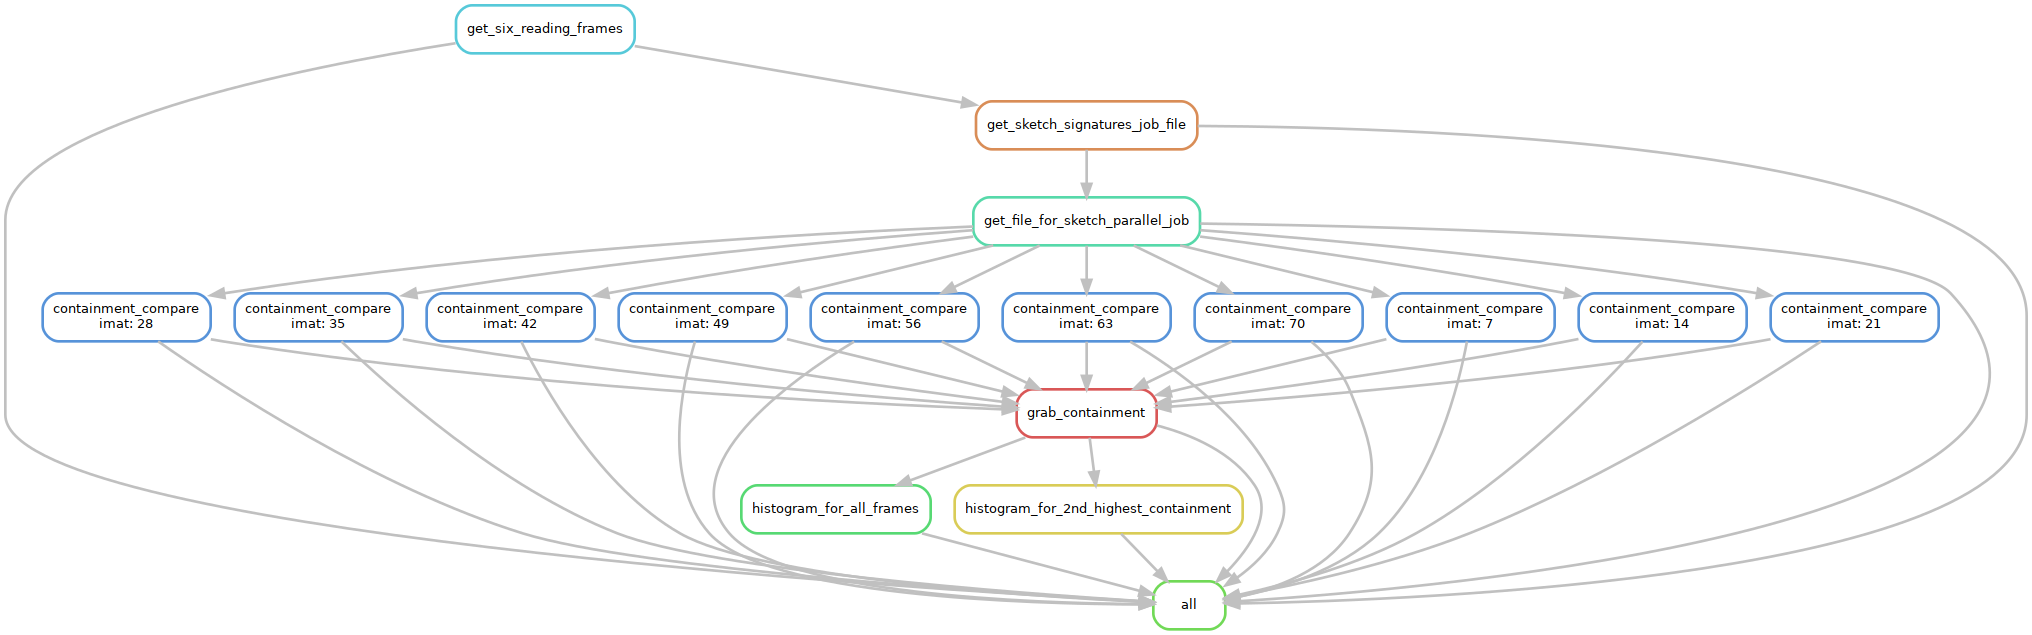 get_six_reading_frames
get_sketch_signatures_job_file
get_file_for_sketch_parallel_job
containment_compare
imat: 28
containment_compare
imat: 35
containment_compare
imat: 42
containment_compare
imat: 49
containment_compare
imat: 56
containment_compare
imat: 63
containment_compare
imat: 70
containment_compare
imat: 7
containment_compare
imat: 14
containment_compare
imat: 21
grab_containment
histogram_for_all_frames
histogram_for_2nd_highest_containment
all